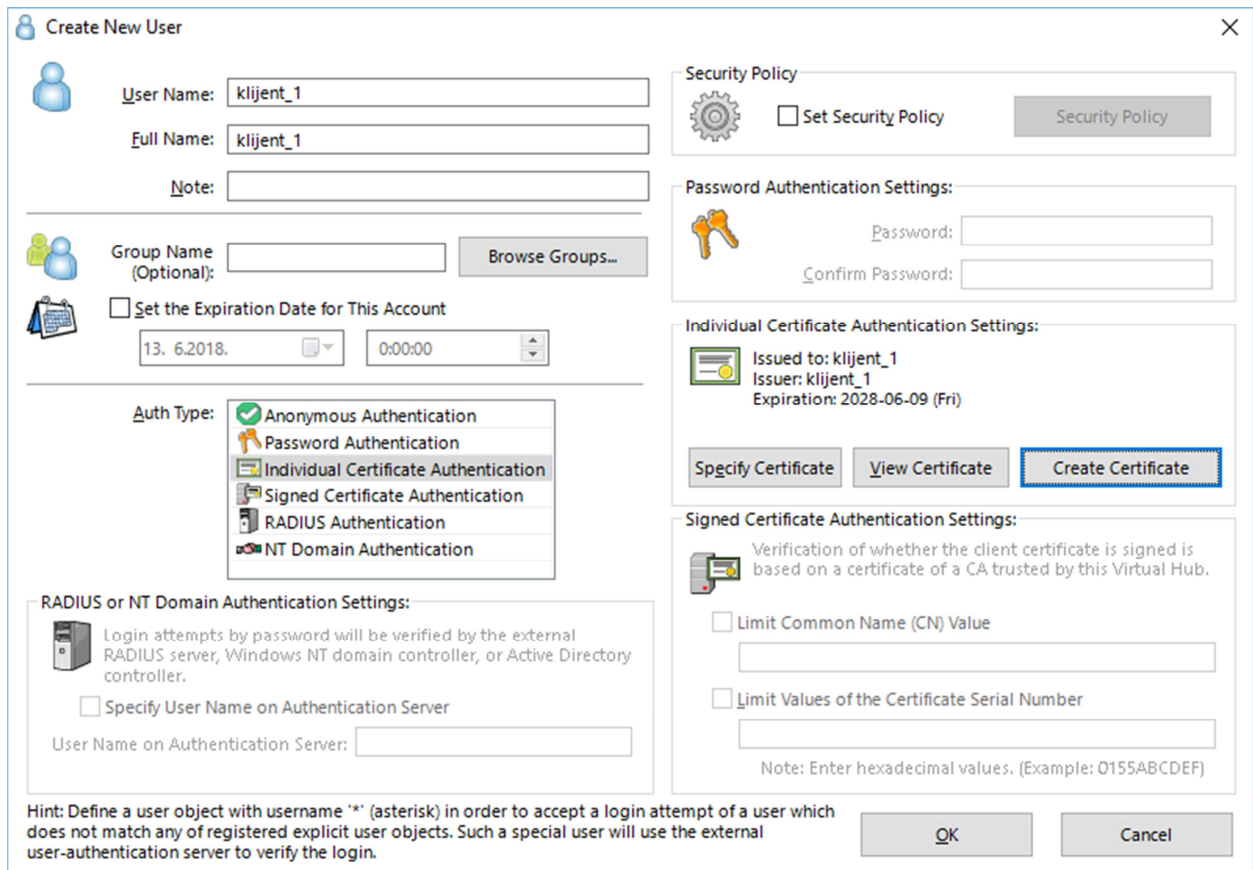 Create New User
User Name:
klijent_1
Full Name:
klijent_1
Note:
Group Name
(Optional):
Browse Groups...
Set the Expiration Date for This Account
13. 6.2018.
0:00:00
Auth Type:
Anonymous Authentication
Password Authentication
Individual Certificate Authentication
Signed Certificate Authentication
RADIUS Authentication
NT Domain Authentication
RADIUS or NT Domain Authentication Settings:
Login attempts by password will be verified by the external
RADIUS server, Windows NT domain controller, or Active Directory
controller.
Specify User Name on Authentication Server
User Name on Authentication Server:
Security Policy
Set Security Policy
Security Policy
Password Authentication Settings:
Password:
Confirm Password:
Individual Certificate Authentication Settings:
Issued to: klijent_1
Issuer: klijent_1
Expiration: 2028-06-09 (Fri)
Specify Certificate
View Certificate
Create Certificate
Signed Certificate Authentication Settings:
Verification of whether the client certificate is signed is
based on a certificate of a CA trusted by this Virtual Hub.
Limit Common Name (CN) Value
Limit Values of the Certificate Serial Number
Note: Enter hexadecimal values. (Example: 0155ABCDEF)
Hint: Define a user object with username '*' (asterisk) in order to accept a login attempt of a user which
does not match any of registered explicit user objects. Such a special user will use the external
user-authentication server to verify the login.
OK
Cancel